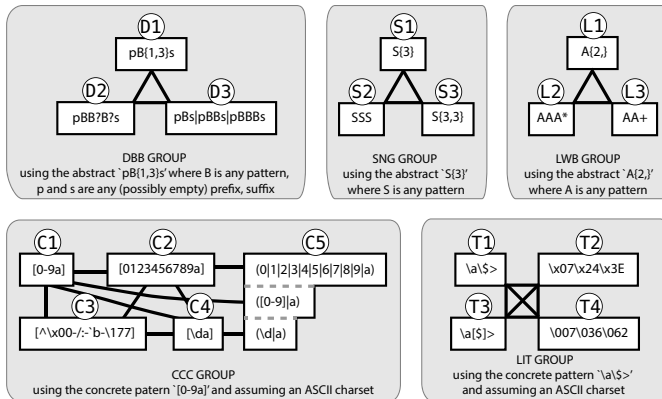 D1
pB{1,3}s
D2
D3
pBB?B?s
pBs|pBBs|pBBBs
DBB GROUP
using the abstract `pB{1,3}s’ where B is any pattern,
p and s are any (possibly empty) prefix, suffix
S1
S{3}
S2
S3
SSS
S{3,3}
SNG GROUP
using the abstract `S{3}’
where S is any pattern
L1
A{2,}
L2
L3
AAA*
AA+
LWB GROUP
using the abstract `A{2,}’
where A is any pattern
C1
C2
C5
[0-9a]
[0123456789a]
(0|1|2|3|4|5|6|7|8|9|a)
([0-9]|a)
C3
C4
[^\x00-/:-`b-\177]
[\da]
(\d|a)
CCC GROUP
using the concrete patern `[0-9a]’ and assuming an ASCII charset
T1
T2
\a\$>
\x07\x24\x3E
T3
T4
\a[$]>
\007\036\062
LIT GROUP
using the concrete pattern `\a\$>’
and assuming an ASCII charset